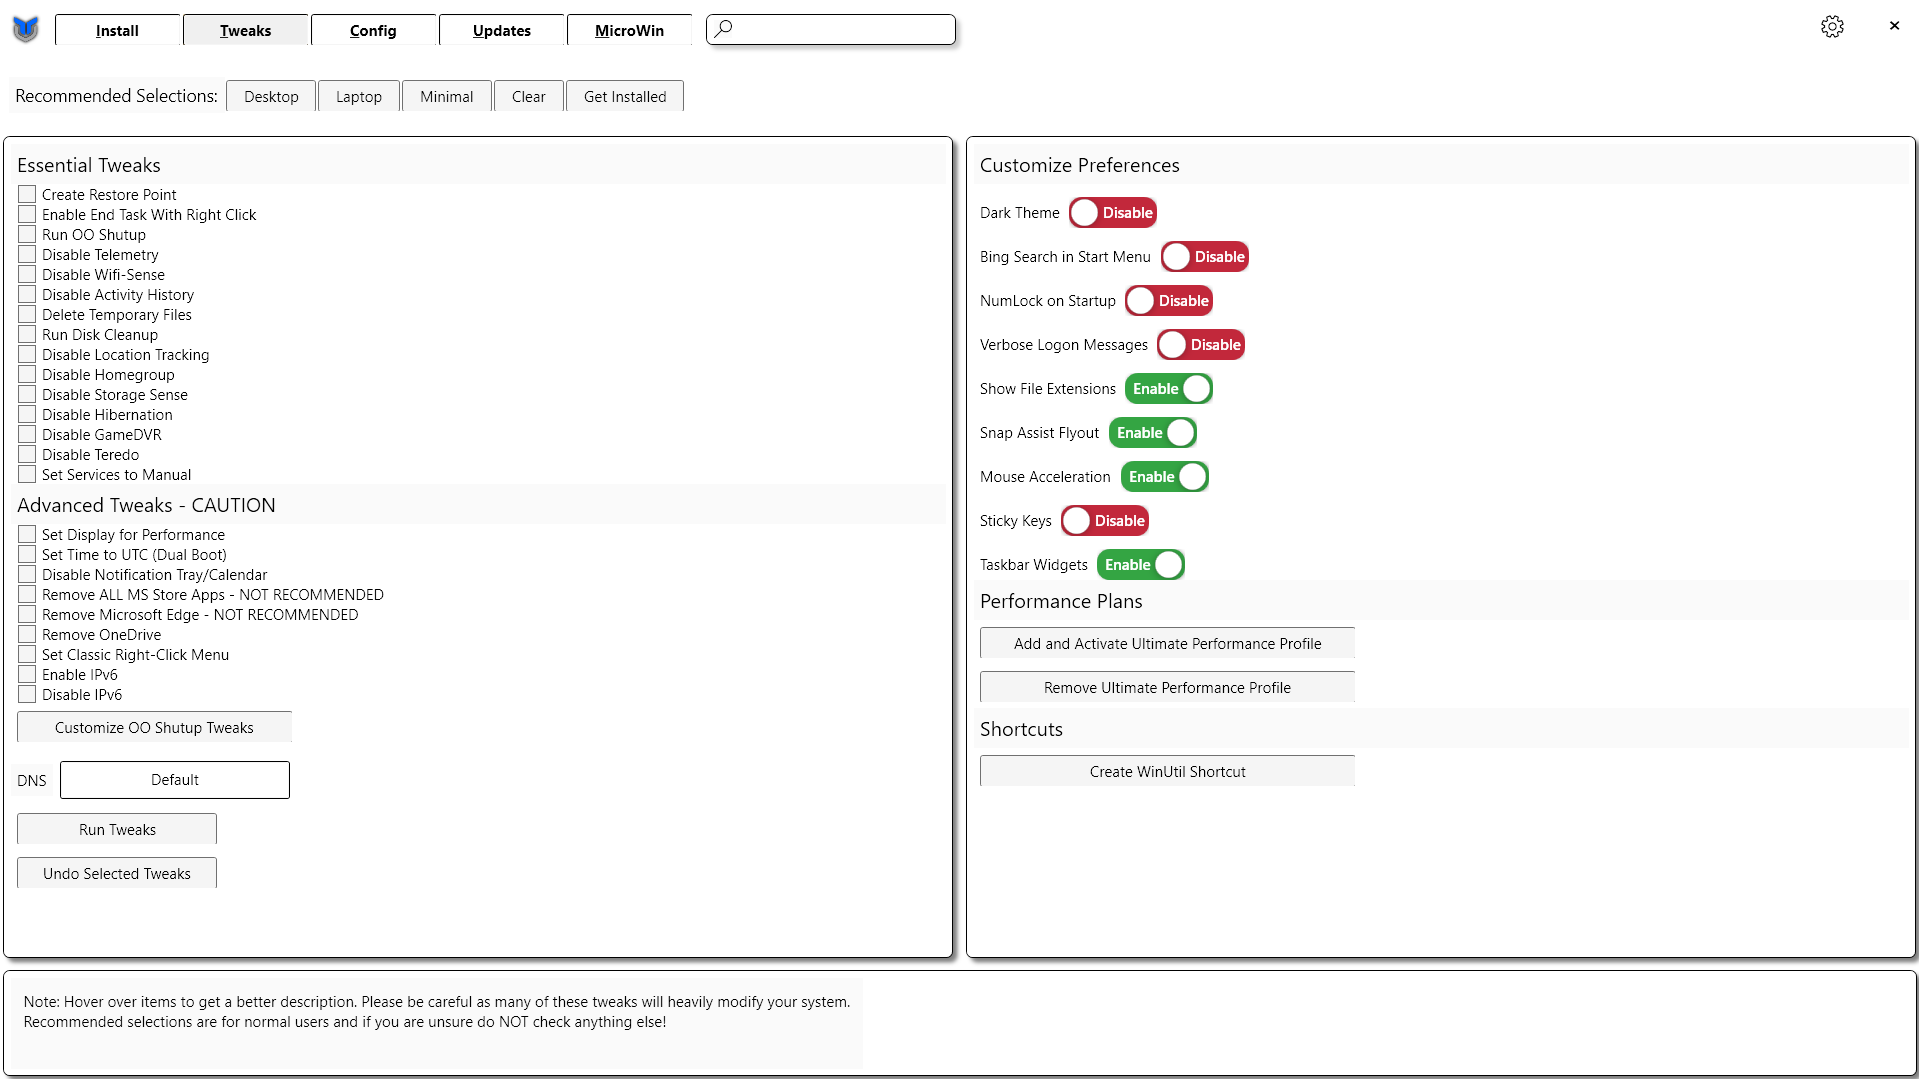 Install
Tweaks
Config
Updates
MicroWin
Recommended Selections:
Desktop
Laptop
Minimal
Clear
Get Installed
Essential Tweaks
Create Restore Point
Enable End Task With Right Click
Run OO Shutup
Disable Telemetry
Disable Wifi-Sense
Disable Activity History
Delete Temporary Files
Run Disk Cleanup
Disable Location Tracking
Disable Homegroup
Disable Storage Sense
Disable Hibernation
Disable GameDVR
Disable Teredo
Set Services to Manual
Advanced Tweaks - CAUTION
Set Display for Performance
Set Time to UTC (Dual Boot)
Disable Notification Tray/Calendar
Remove ALL MS Store Apps - NOT RECOMMENDED
Remove Microsoft Edge - NOT RECOMMENDED
Remove OneDrive
Set Classic Right-Click Menu
Enable IPv6
Disable IPv6
Customize OO Shutup Tweaks
DNS Default
Run Tweaks
Undo Selected Tweaks
Customize Preferences
Dark Theme Disable
Bing Search in Start Menu Disable
NumLock on Startup Disable
Verbose Logon Messages Disable
Show File Extensions Enable
Snap Assist Flyout Enable
Mouse Acceleration Enable
Sticky Keys Disable
Taskbar Widgets Enable
Performance Plans
Add and Activate Ultimate Performance Profile
Remove Ultimate Performance Profile
Shortcuts
Create WinUtil Shortcut
Note: Hover over items to get a better description. Please be careful as many of these tweaks will heavily modify your system.
Recommended selections are for normal users and if you are unsure do NOT check anything else!